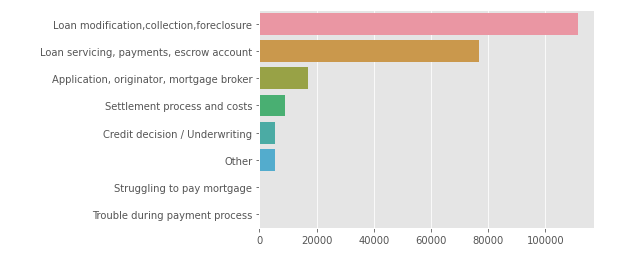 Loan modification,collection,foreclosure
Loan servicing, payments, escrow account
Application, originator, mortgage broker
Settlement process and costs
Credit decision / Underwriting
Other
Struggling to pay mortgage
Trouble during payment process
0 20000 40000 60000 80000 100000